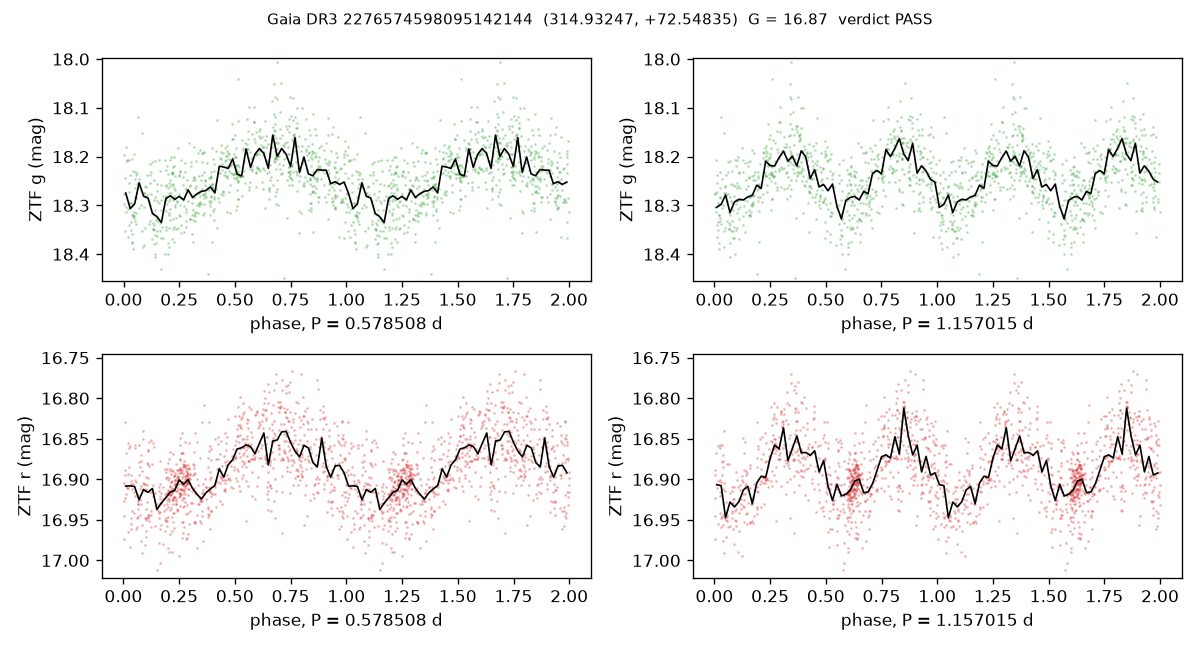 Gaia DR3 2276574598095142144 (314.93247, +72.54835) G = 16.87 verdict PASS
ZTF g (mag)
18.0
18.1
18.2
18.3
18.4
0.00 0.25 0.50 0.75 1.00 1.25 1.50 1.75 2.00
phase, P = 0.578508 d
ZTF g (mag)
18.0
18.1
18.2
18.3
18.4
0.00 0.25 0.50 0.75 1.00 1.25 1.50 1.75 2.00
phase, P = 1.157015 d
ZTF r (mag)
16.75
16.80
16.85
16.90
16.95
17.00
0.00 0.25 0.50 0.75 1.00 1.25 1.50 1.75 2.00
phase, P = 0.578508 d
ZTF r (mag)
16.75
16.80
16.85
16.90
16.95
17.00
0.00 0.25 0.50 0.75 1.00 1.25 1.50 1.75 2.00
phase, P = 1.157015 d